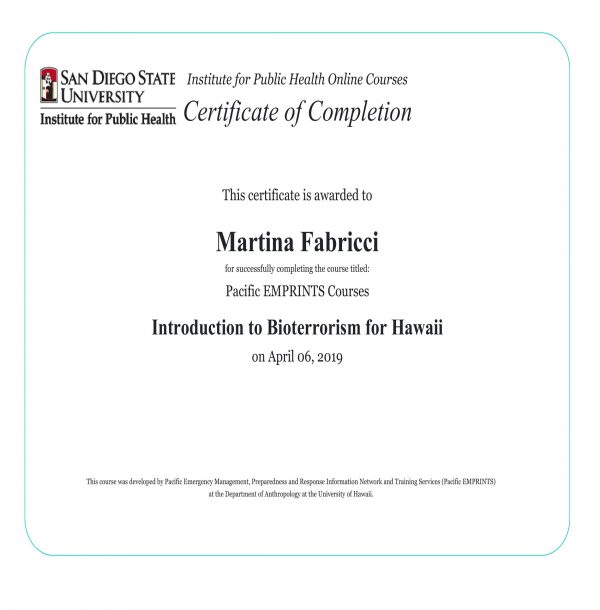 SAN DIEGO STATE
UNIVERSITY
Institute for Public Health
Institute for Public Health Online Courses
Certificate of Completion
This certificate is awarded to
Martina Fabricci
for successfully completing the course titled:
Pacific EMPRINTS Courses
Introduction to Bioterrorism for Hawaii
on April 06, 2019
This course was developed by Pacific Emergency Management, Preparedness and Response Information Network and Training Services (Pacific EMPRINTS)
at the Department of Anthropology at the University of Hawaii.